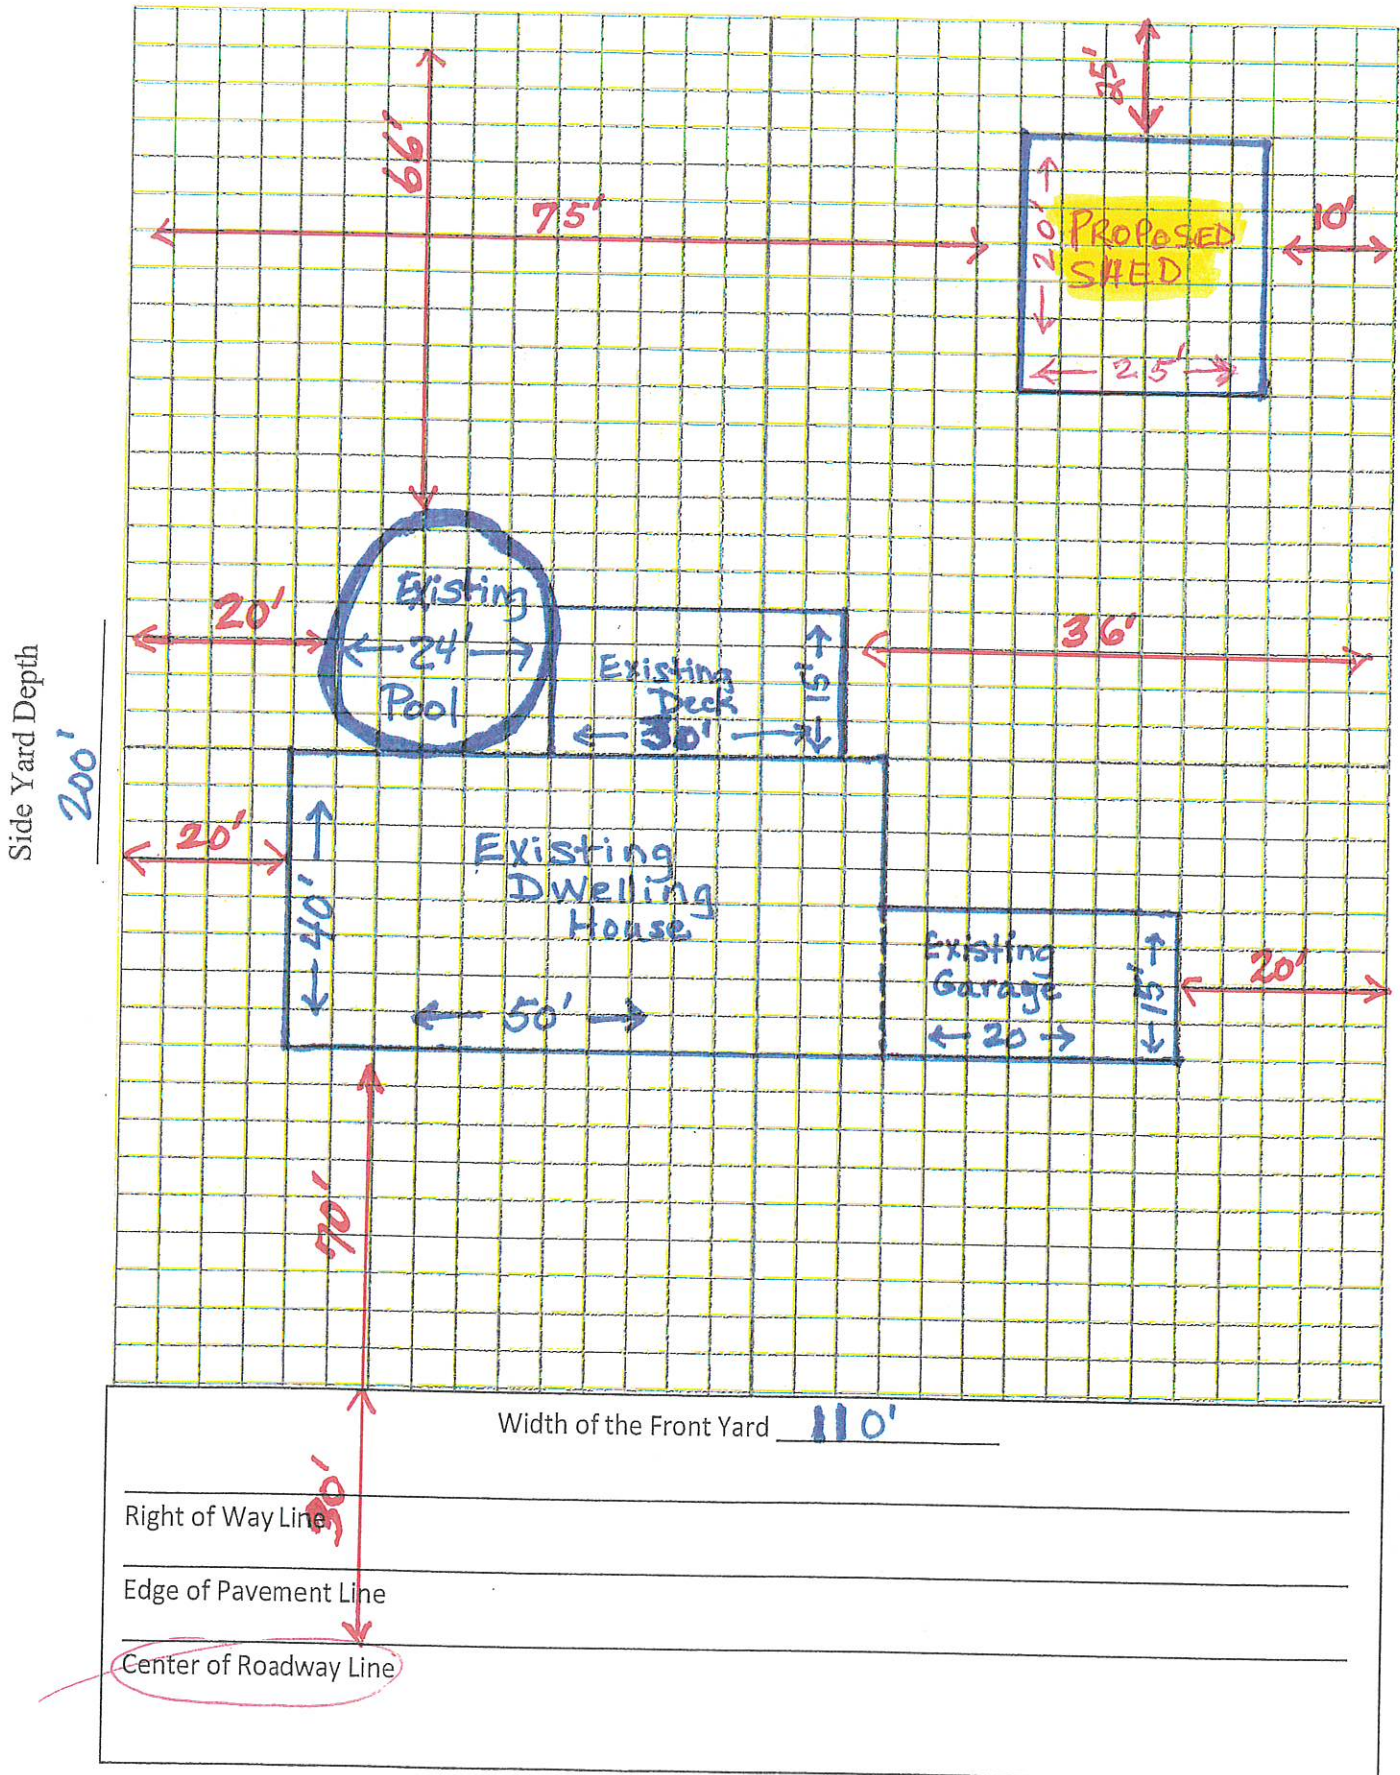 25'
66'
75'
20'
PROPOSED
SHED
10'
25'
Existing
24'
Pool
20'
Existing
Deck
30'
15'
36'
Side Yard Depth
200'
20'
40'
Existing
Dwelling
House
50'
Existing
Garage
20
15'
20'
70'
Width of the Front Yard 110'
30'
Right of Way Line
Edge of Pavement Line
Center of Roadway Line